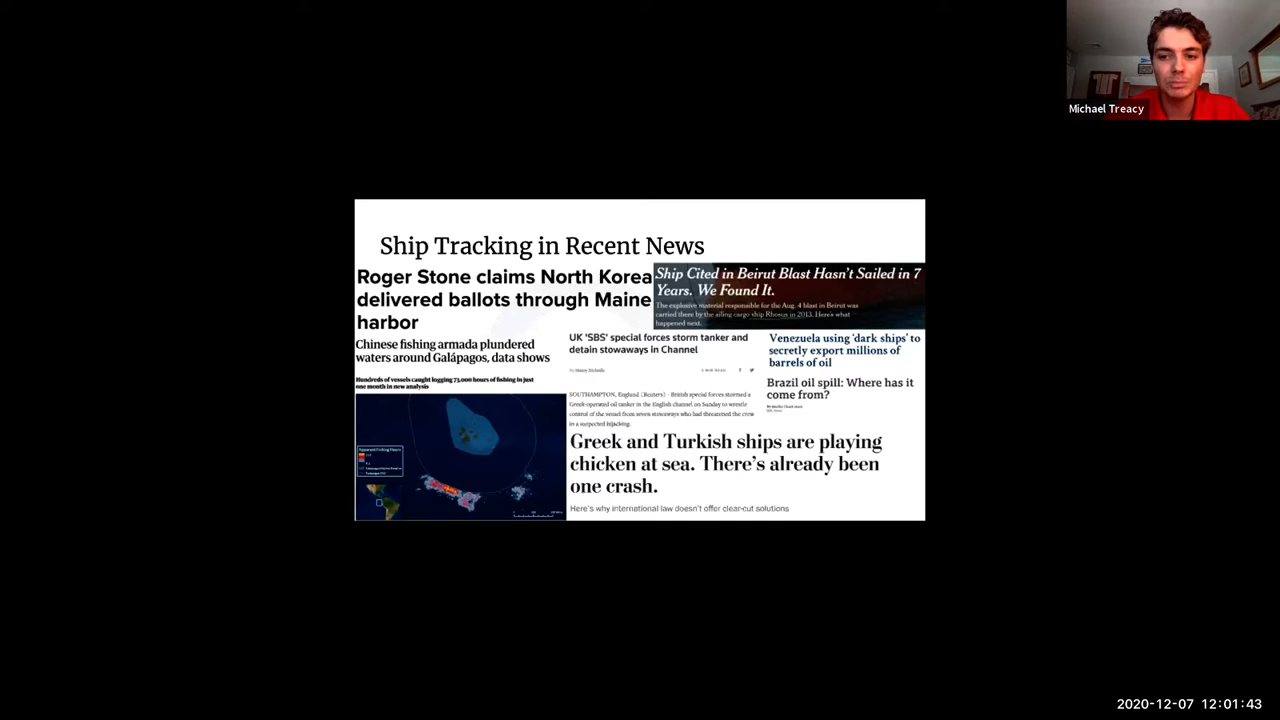 Michael Treacy
Ship Tracking in Recent News
Roger Stone claims North Korea
delivered ballots through Maine
harbor
Ship Cited in Beirut Blast Hasn't Sailed in 7
Years. We Found It.
The explosive material responsible for the Aug. 4 blast in Beirut was
carried there by the ailing cargo ship Rhosus in 2013. Here's what
happened next.
Chinese fishing armada plundered
waters around Galápagos, data shows
Hundreds of vessels caught logging 73,000 hours of fishing in just
one month in new analysis
UK 'SBS' special forces storm tanker and
detain stowaways in Channel
MIN READ
SOUTHAMPTON, England (Reuters) - British special forces stormed a
Greek-operated oil tanker in the English channel on Sunday to wrestle
control of the vessel from seven stowaways who had threatened the crew
in a suspected hijacking.
Venezuela using 'dark ships' to
secretly export millions of
barrels of oil
Brazil oil spill: Where has it
come from?
Greek and Turkish ships are playing
chicken at sea. There's already been
one crash.
Here's why international law doesn't offer clear-cut solutions
2020-12-07 12:01:43